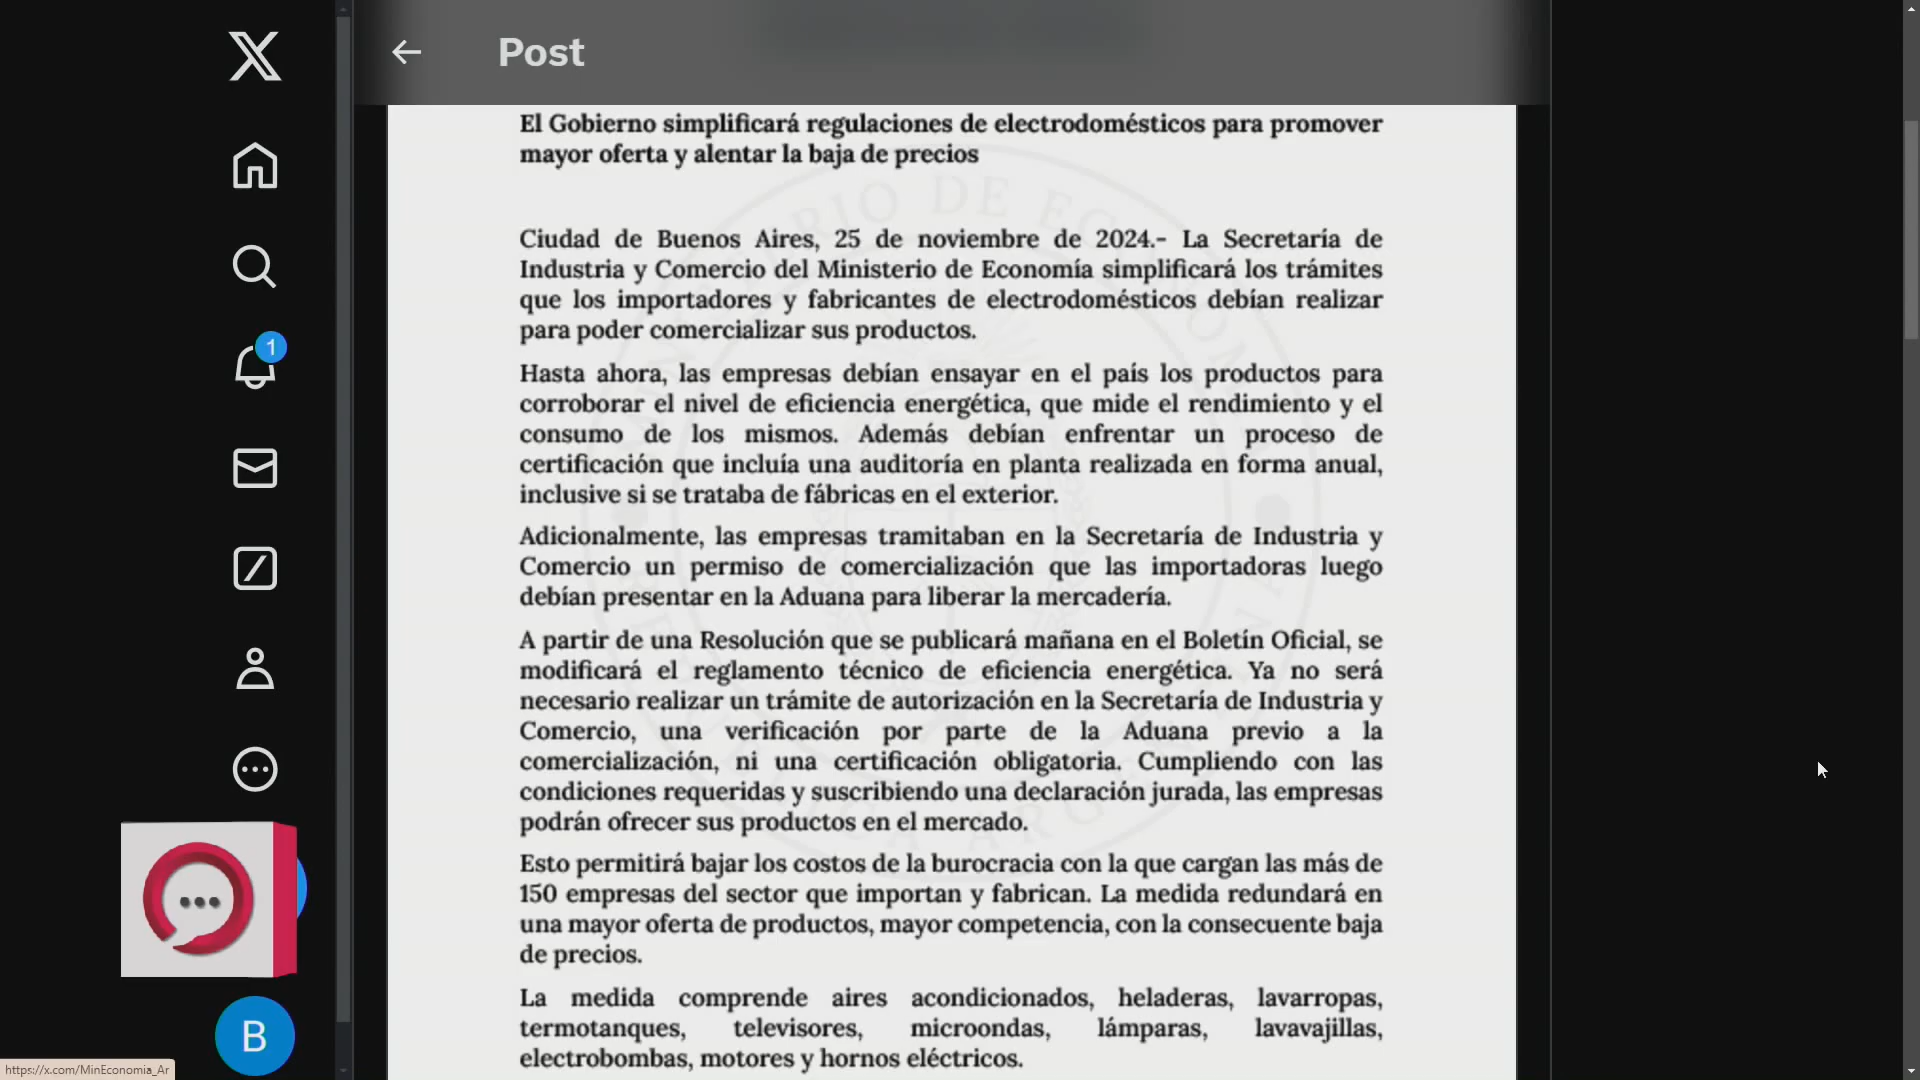 Post
El Gobierno simplificará regulaciones de electrodomésticos para promover
mayor oferta y alentar la baja de precios
Ciudad de Buenos Aires, 25 de noviembre de 2024.- La Secretaría de
Industria y Comercio del Ministerio de Economía simplificará los trámites
que los importadores y fabricantes de electrodomésticos debían realizar
para poder comercializar sus productos.
Hasta ahora, las empresas debían ensayar en el país los productos para
corroborar el nivel de eficiencia energética, que mide el rendimiento y el
consumo de los mismos. Además debían enfrentar un proceso de
certificación que incluía una auditoría en planta realizada en forma anual,
inclusive si se trataba de fábricas en el exterior.
Adicionalmente, las empresas tramitaban en la Secretaría de Industria y
Comercio un permiso de comercialización que las importadoras luego
debían presentar en la Aduana para liberar la mercadería.
A partir de una Resolución que se publicará mañana en el Boletín Oficial, se
modificará el reglamento técnico de eficiencia energética. Ya no será
necesario realizar un trámite de autorización en la Secretaría de Industria y
Comercio, una verificación por parte de la Aduana previo a la
comercialización, ni una certificación obligatoria. Cumpliendo con las
condiciones requeridas y suscribiendo una declaración jurada, las empresas
podrán ofrecer sus productos en el mercado.
Esto permitirá bajar los costos de la burocracia con la que cargan las más de
150 empresas del sector que importan y fabrican. La medida redundará en
una mayor oferta de productos, mayor competencia, con la consecuente baja
de precios.
La medida comprende aires acondicionados, heladeras, lavarropas,
termotanques, televisores, microondas, lámparas, lavavajillas,
electrobombas, motores y hornos eléctricos.
1
B
https://x.com/MinEconomia_Ar